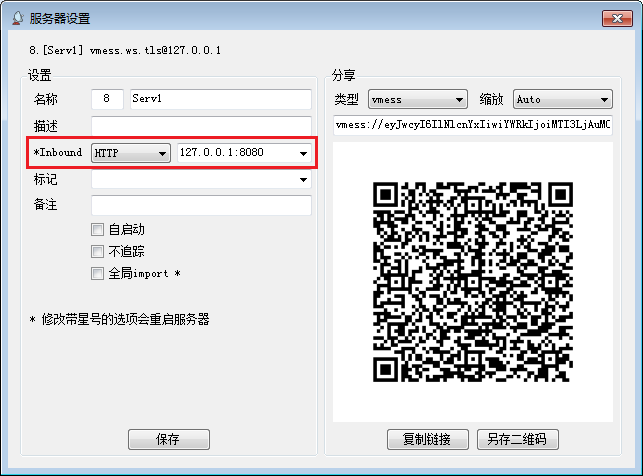 服务器设置
8.[Serv1] vmess.ws.tls@127.0.0.1
设置
名称 8 Serv1
描述
*Inbound HTTP 127.0.0.1:8080
标记
备注
自启动
不追踪
全局import *
* 修改带星号的选项会重启服务器
保存
分享
类型 vmess 缩放 Auto
vmess://eyJwcyI6IlNlcnYxIiwiYWRkIjoiMTI3LjAuMC
复制链接 另存二维码